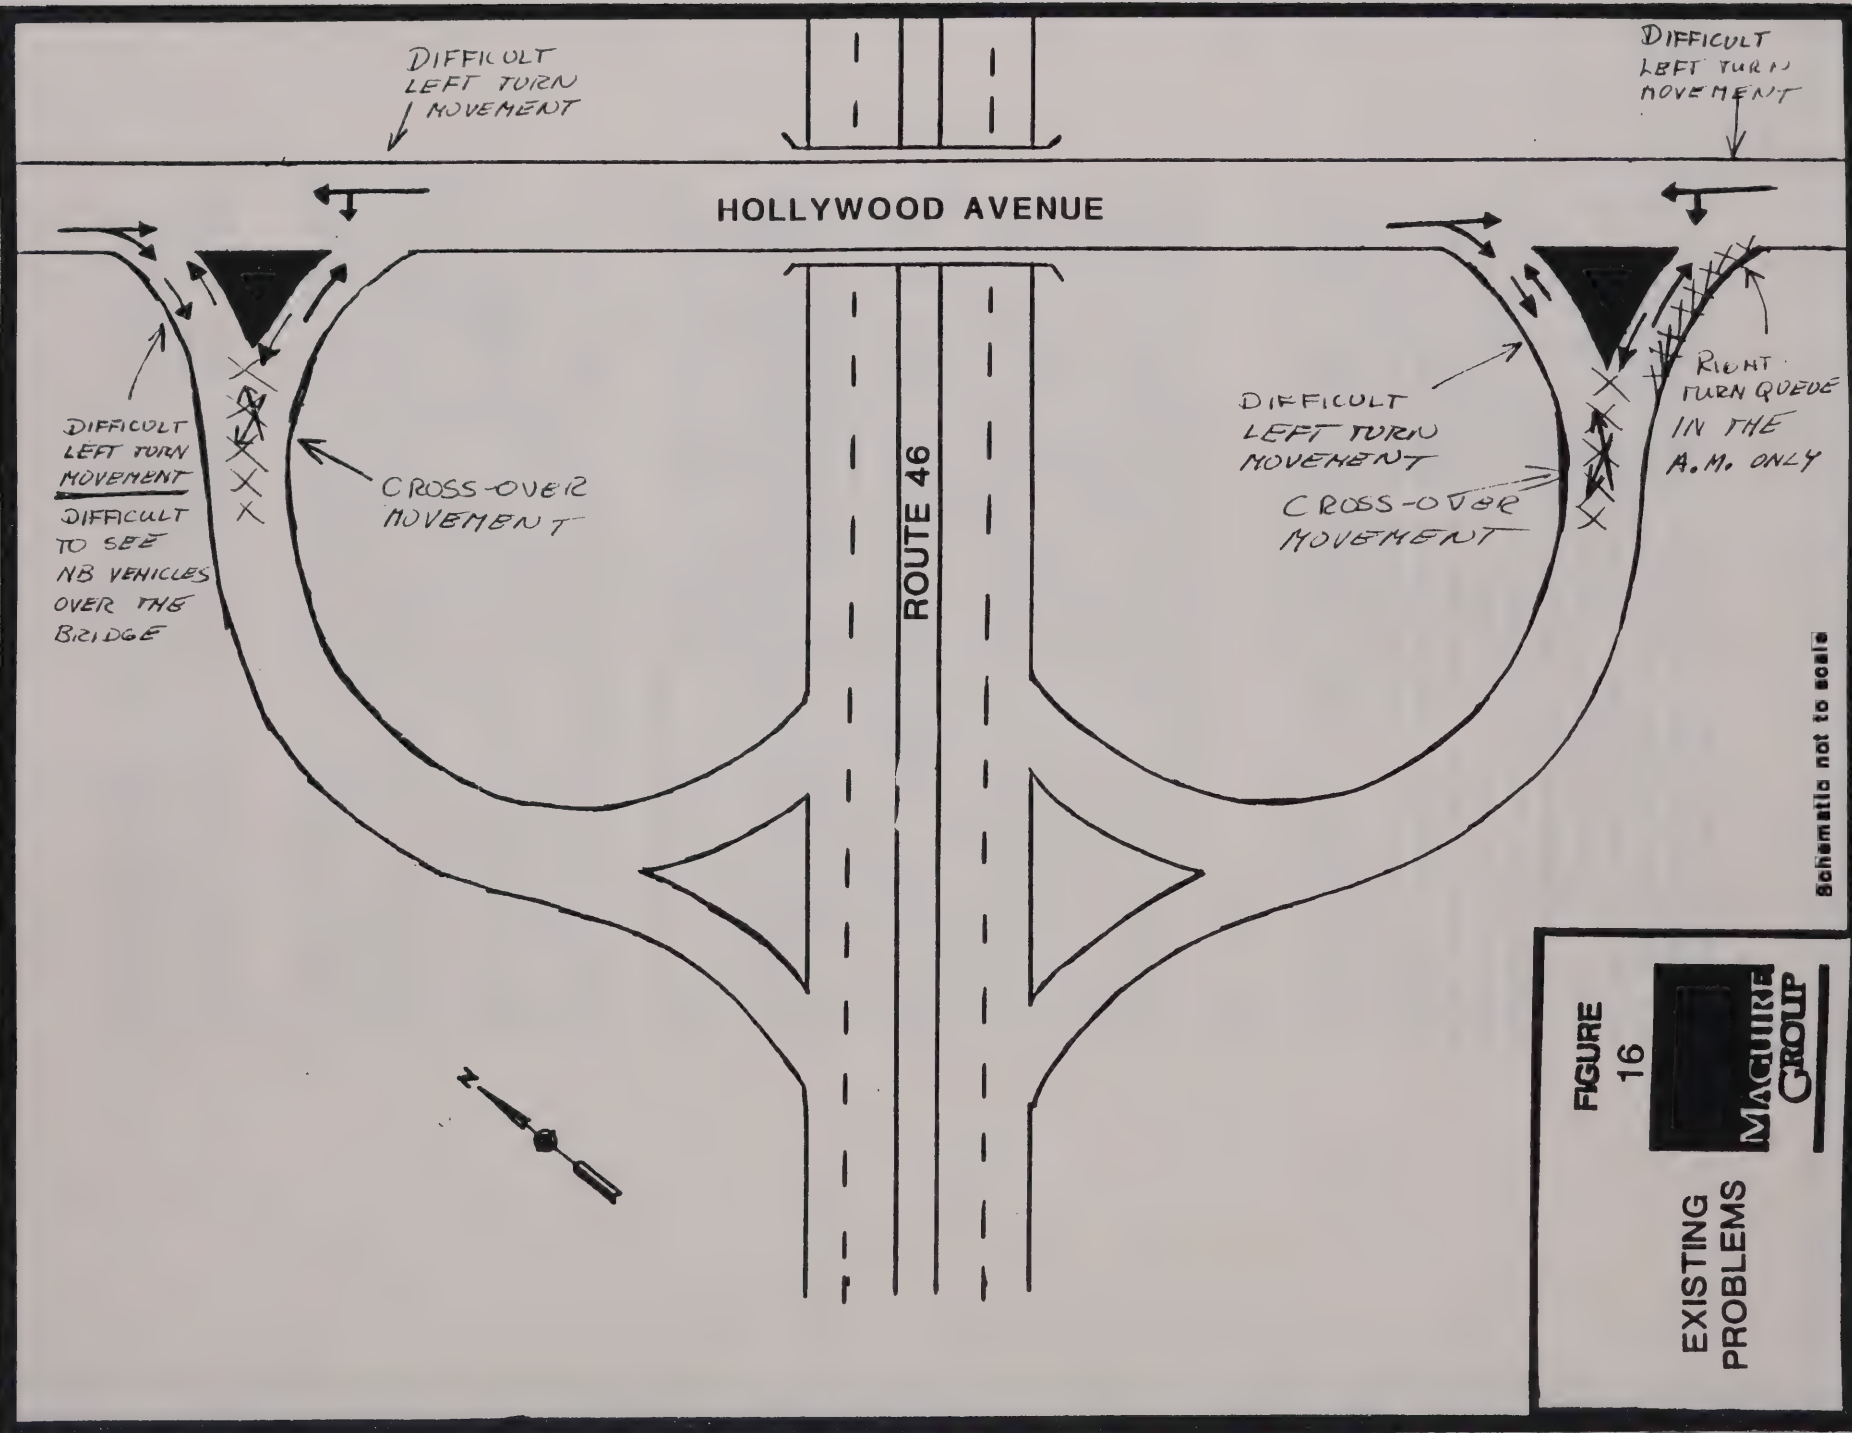 DIFFICULT
LEFT TURN
MOVEMENT
DIFFICULT
LEFT TURN
MOVEMENT
HOLLYWOOD AVENUE
DIFFICULT
LEFT TURN
MOVEMENT
DIFFICULT
TO SEE
NB VEHICLES
OVER THE
BRIDGE
CROSS-OVER
MOVEMENT
ROUTE 46
DIFFICULT
LEFT TURN
MOVEMENT
CROSS-OVER
MOVEMENT
RIGHT
TURN QUEUE
IN THE
A.M. ONLY
Schematic not to scale
N
FIGURE
16
MAGUIRE
GROUP
EXISTING
PROBLEMS